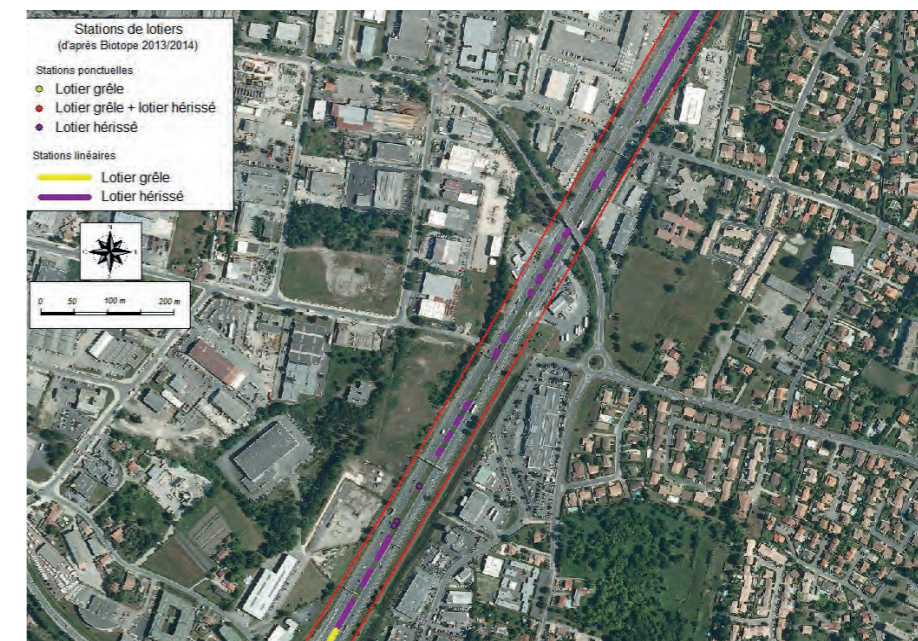 Stations de lotiers
(d'après Biotope 2013/2014)
Stations ponctuelles
Lotier grêle
Lotier grêle + lotier hérissé
Lotier hérissé
Stations linéaires
Lotier grêle
Lotier hérissé
0 50 100 m 200 m